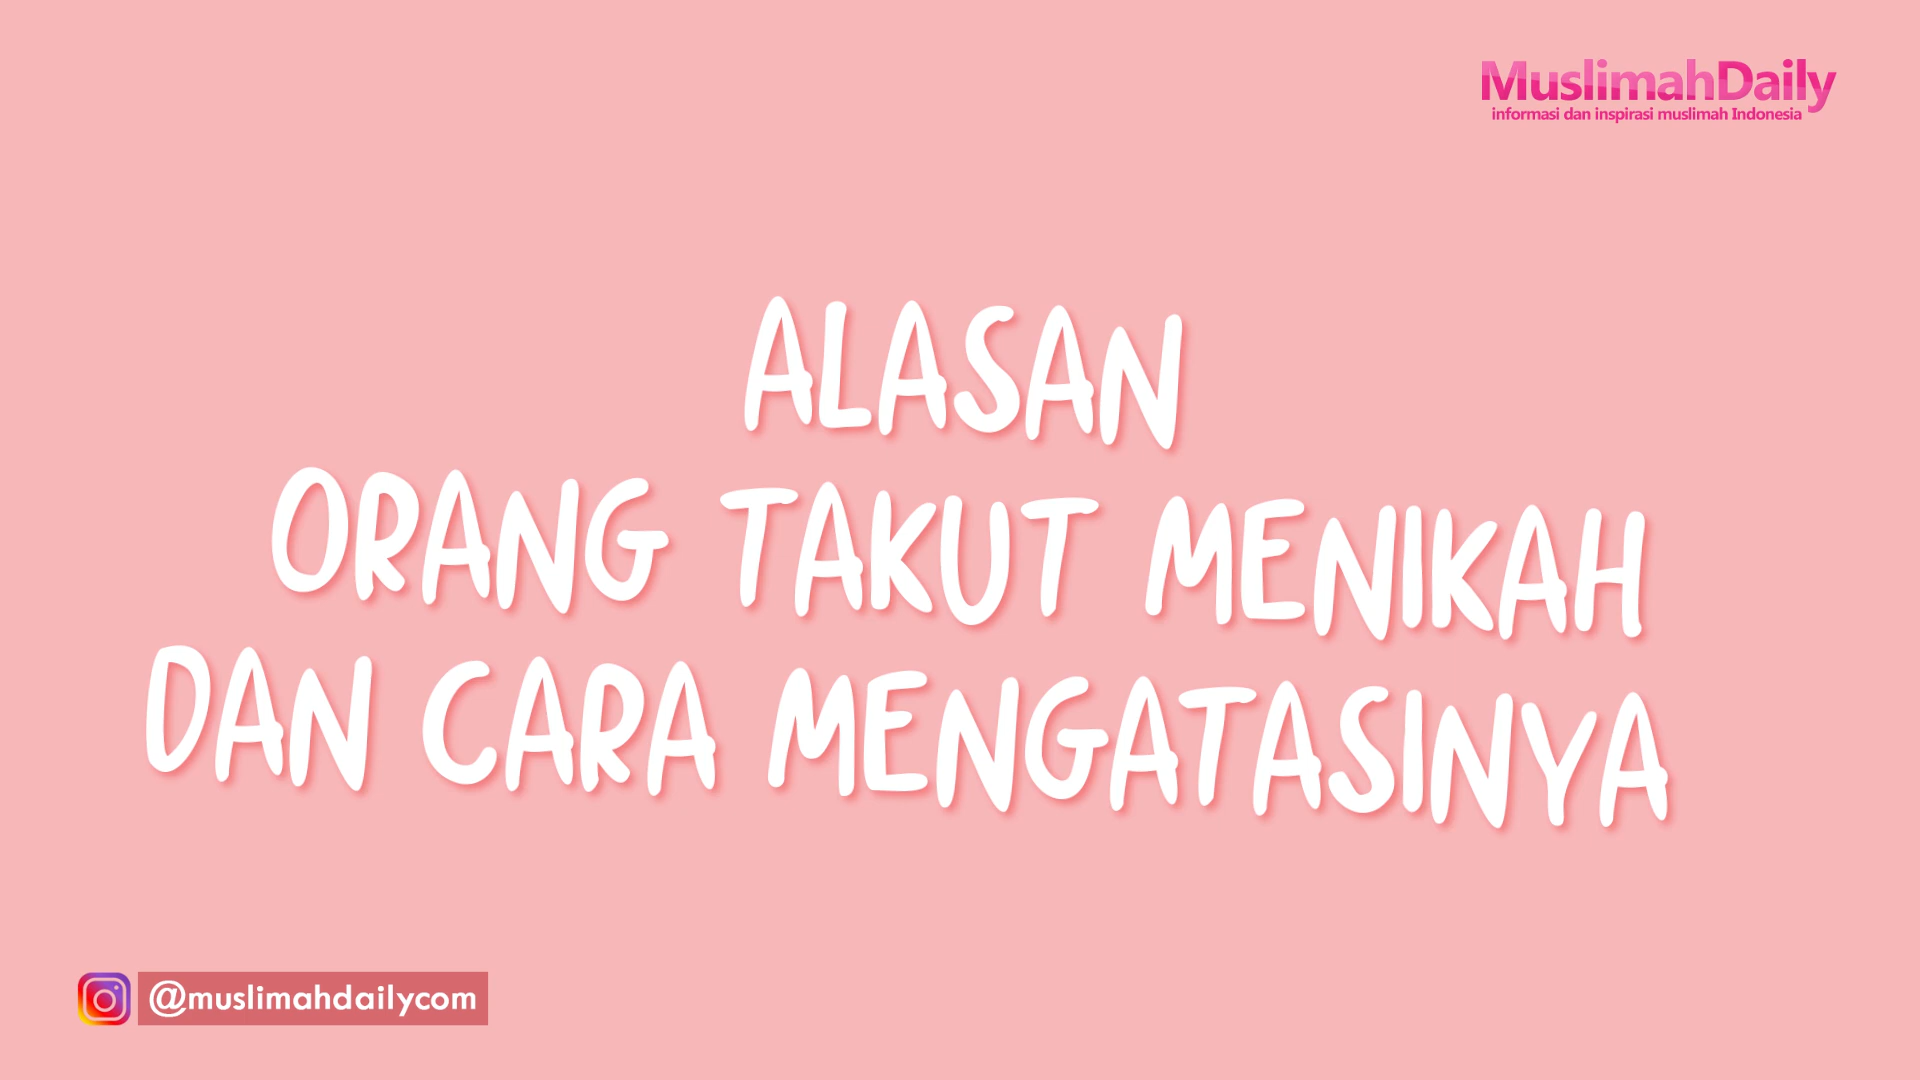 MuslimahDaily
informasi dan inspirasi muslimah Indonesia
ALASAN
ORANG TAKUT MENIKAH
DAN CARA MENGATASINYA
@muslimahdailycom